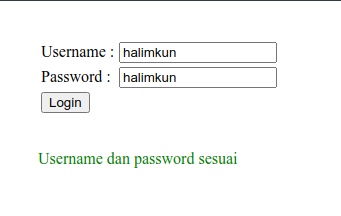 Username : halimkun
Password : halimkun
Login
Username dan password sesuai